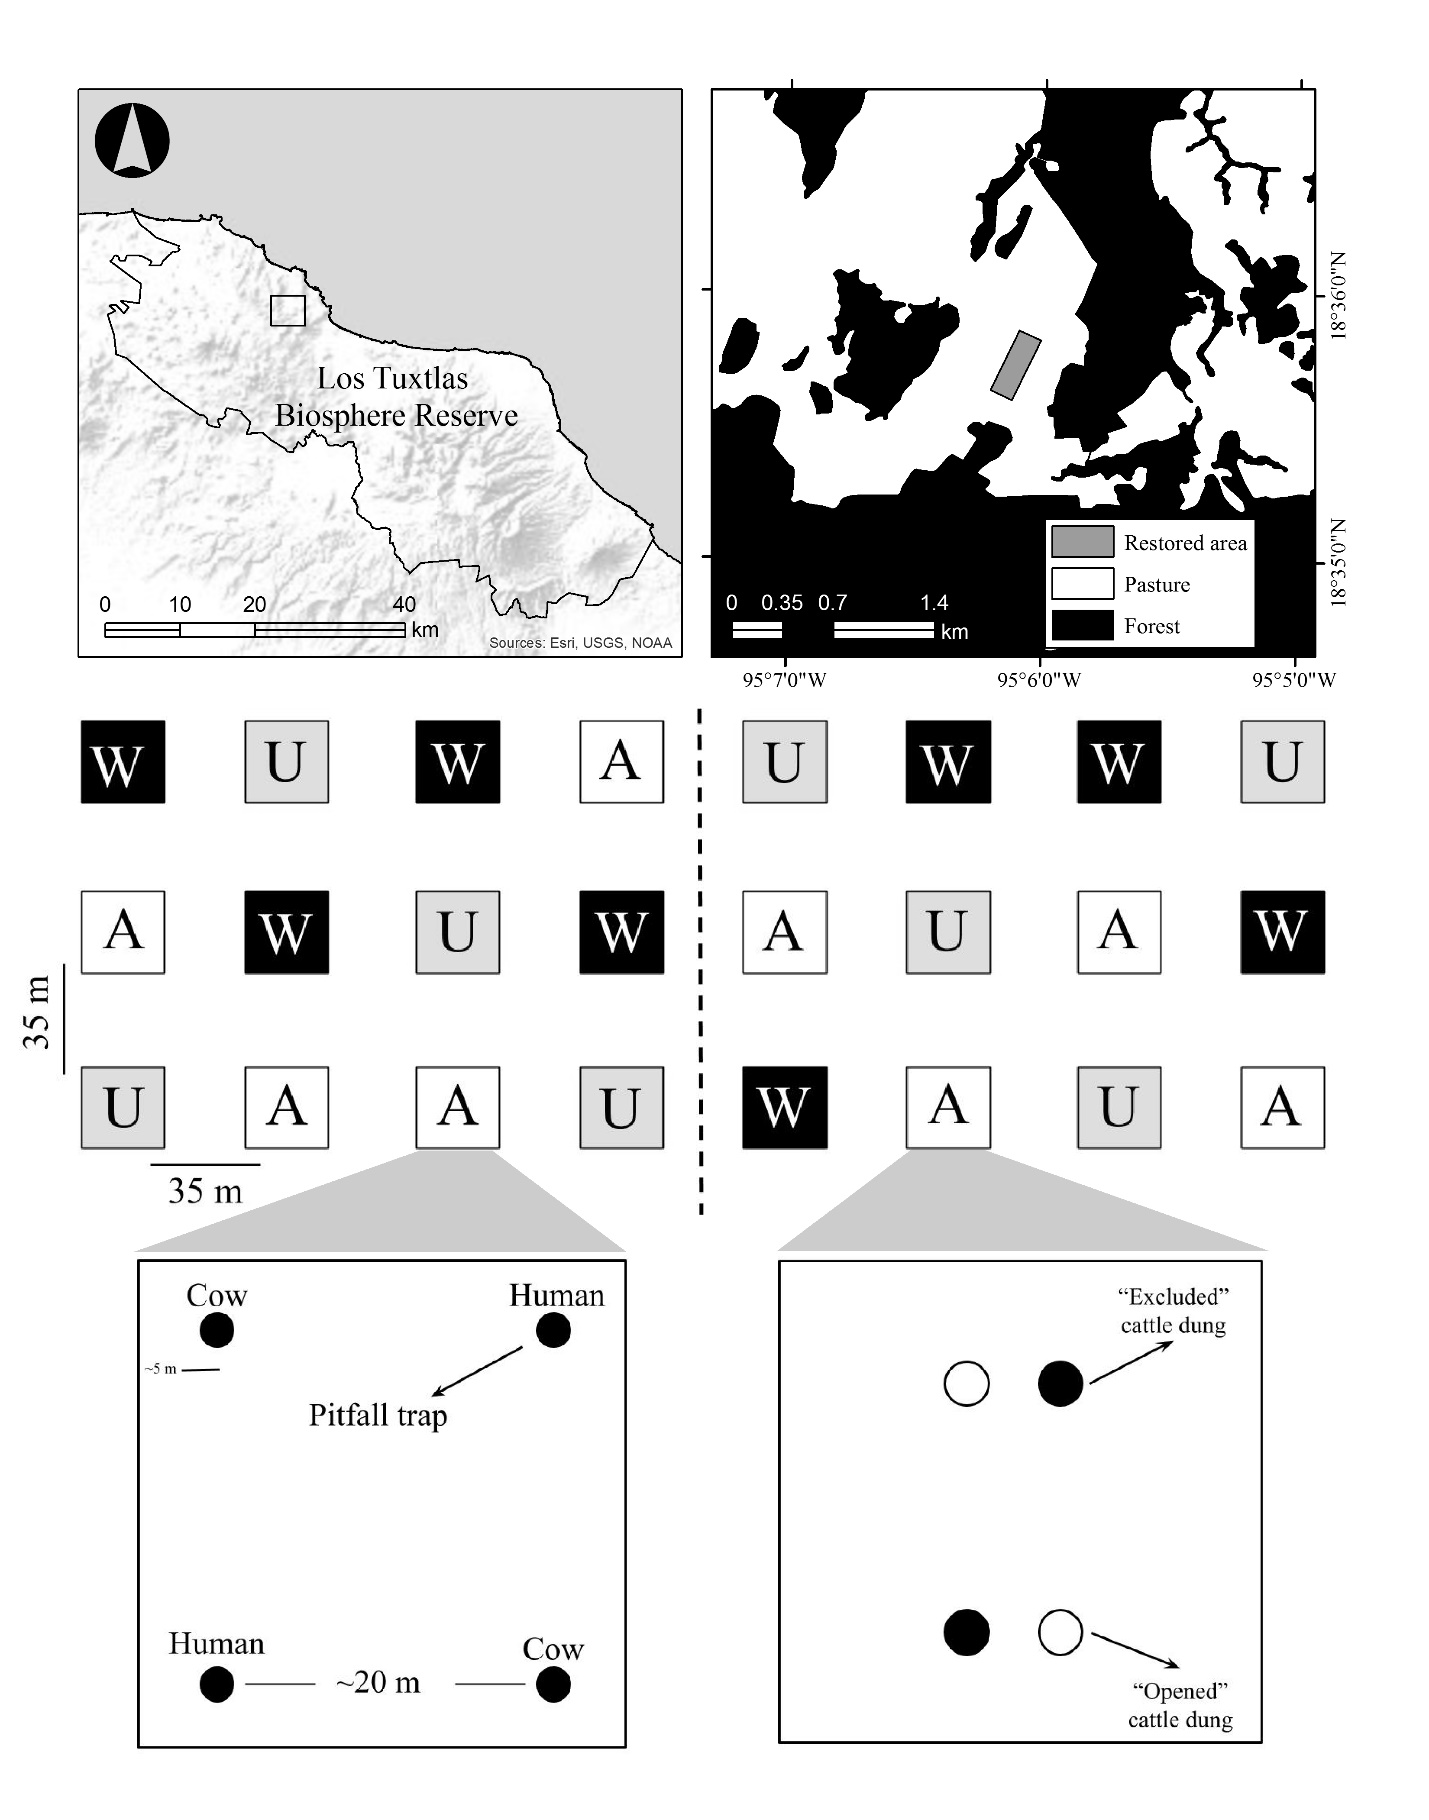 Los Tuxtlas
Biosphere Reserve
0 10 20 40
km
Sources: Esri, USGS, NOAA
18°36'0"N
18°35'0"N
Restored area
Pasture
Forest
0 0.35 0.7 1.4
km
95°7'0"W 95°6'0"W 95°5'0"W
W U W A U W W U
A W U W A U A W
35 m
U A A U W A U A
35 m
Cow Human
~5 m
Pitfall trap
Human Cow
~20 m
“Excluded”
cattle dung
“Opened”
cattle dung